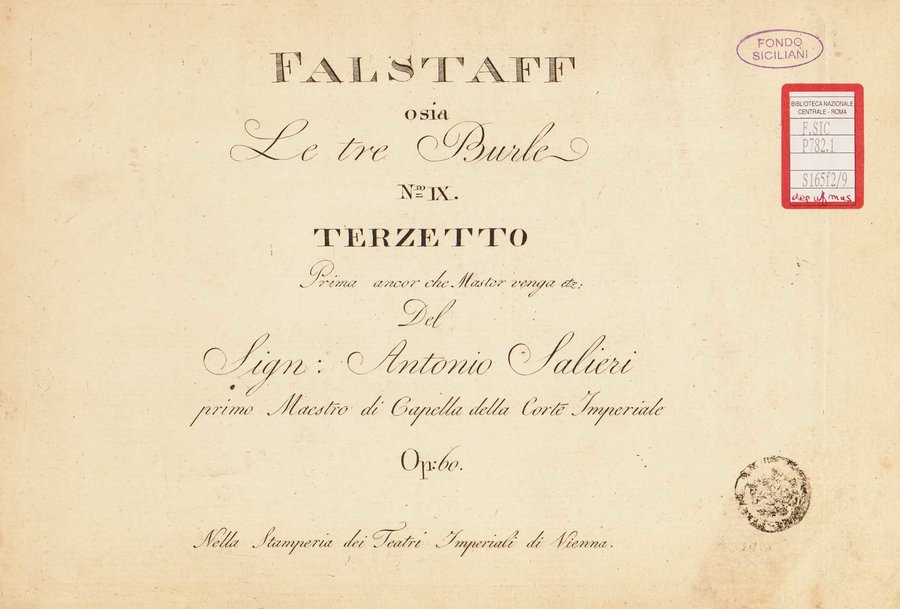 FALSTAFF
osia
Le tre Burle
Nro IX.
TERZETTO
Prima ancor che Master venga etc:
Del
Sign: Antonio Salieri
primo Maestro di Capella della Corte Imperiale
Op: 60.
Nella Stamperia dei Teatri Imperiali di Vienna.
FONDO
SICILIANI
BIBLIOTECA NAZIONALE
CENTRALE - ROMA
F.SIC
P782.1
S165f2/9